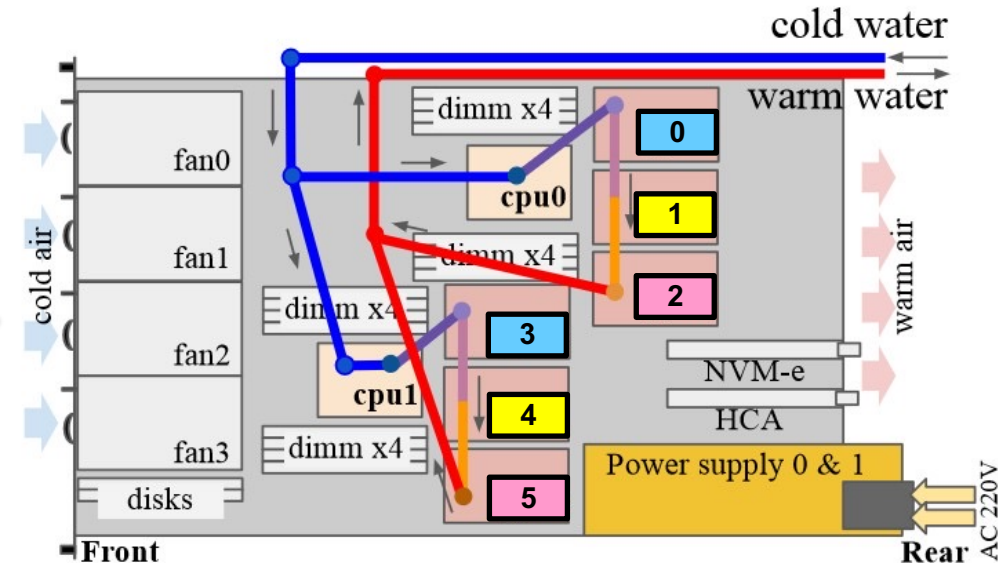 cold water
warm water
dimm x4
0
fan0
cpu0
1
cold air
fan1
dimm x4
2
warm air
dimm x4
3
fan2
NVM-e
cpu1
4
HCA
fan3
dimm x4
Power supply 0 & 1
disks
5
AC 220V
Front
Rear